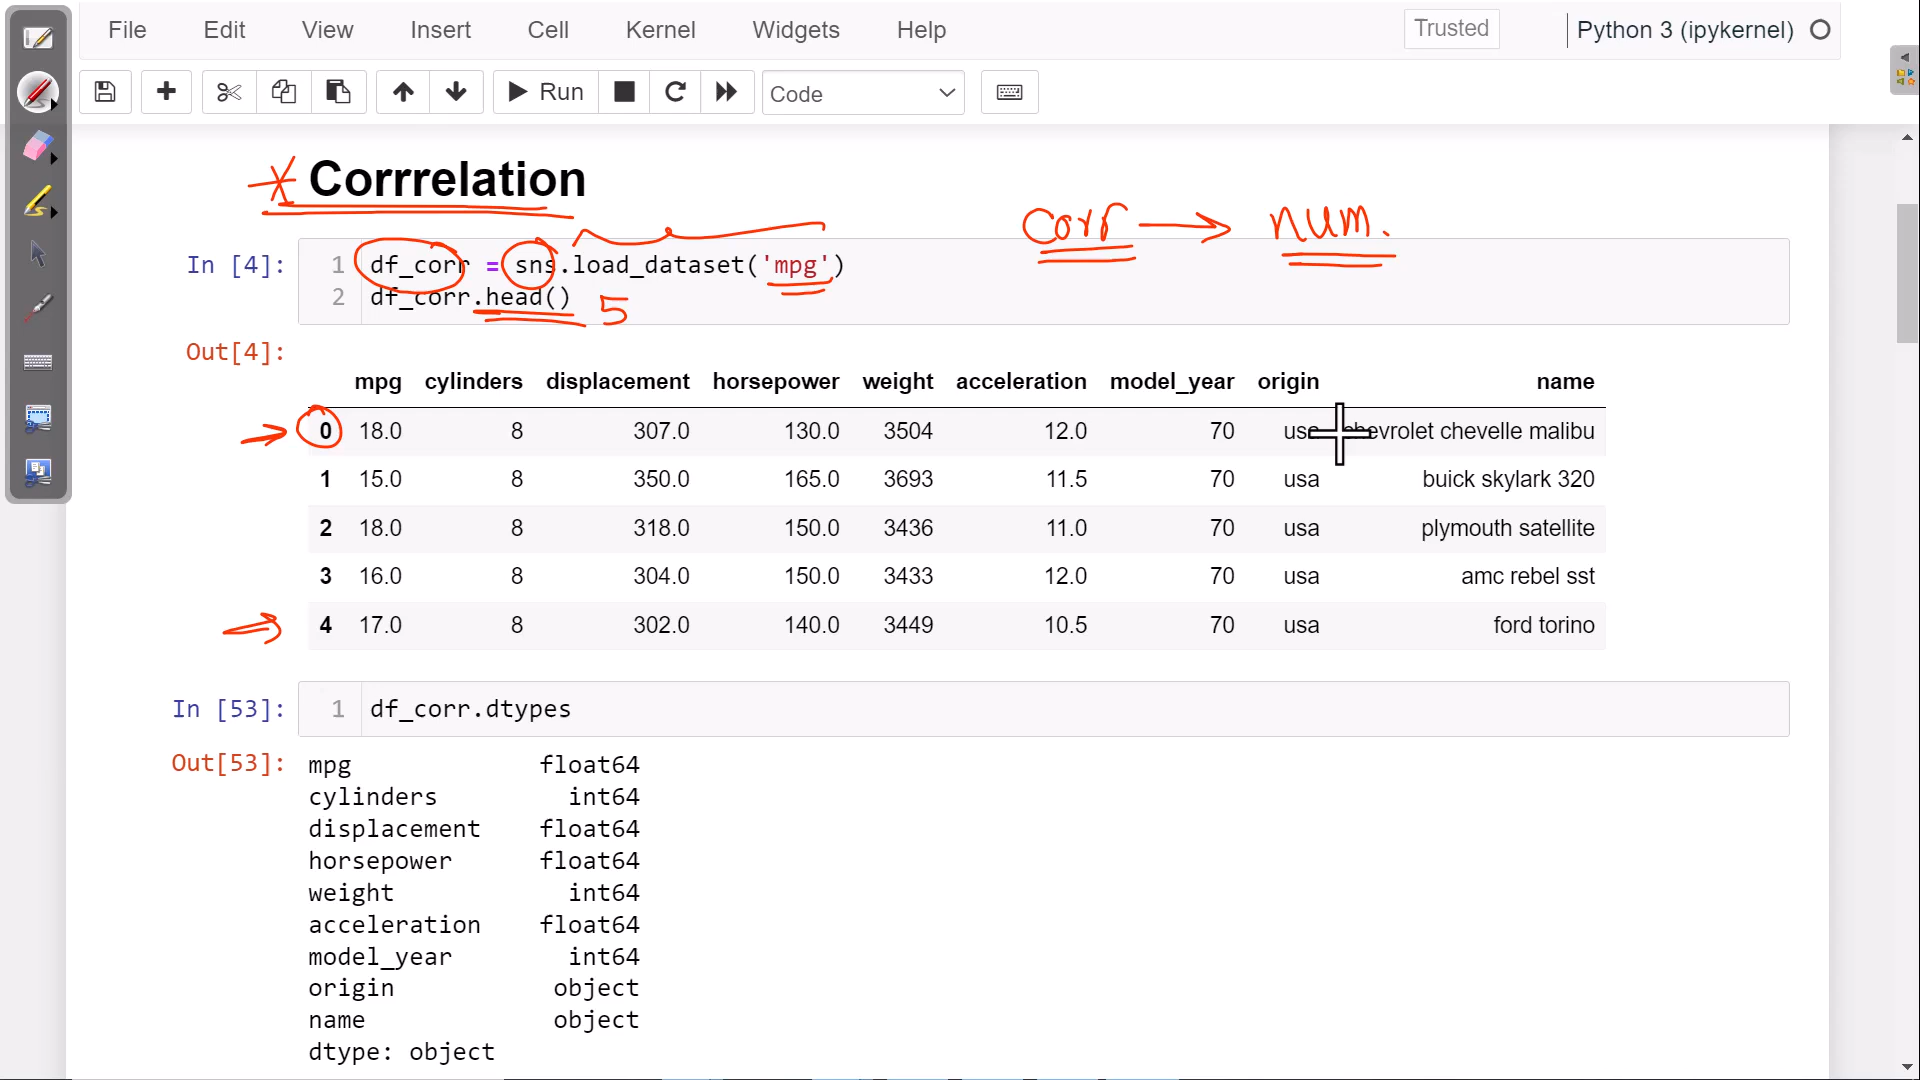 File Edit View Insert Cell Kernel Widgets Help Trusted Python 3 (ipykernel)
Run Code
Corrrelation
corr → num.
In [4]: 1 df_corr = sns.load_dataset('mpg')
2 df_corr.head() 5
Out[4]:
mpg cylinders displacement horsepower weight acceleration model_year origin name
0 18.0 8 307.0 130.0 3504 12.0 70 usa chevrolet chevelle malibu
1 15.0 8 350.0 165.0 3693 11.5 70 usa buick skylark 320
2 18.0 8 318.0 150.0 3436 11.0 70 usa plymouth satellite
3 16.0 8 304.0 150.0 3433 12.0 70 usa amc rebel sst
4 17.0 8 302.0 140.0 3449 10.5 70 usa ford torino
In [53]: 1 df_corr.dtypes
Out[53]: mpg float64
cylinders int64
displacement float64
horsepower float64
weight int64
acceleration float64
model_year int64
origin object
name object
dtype: object